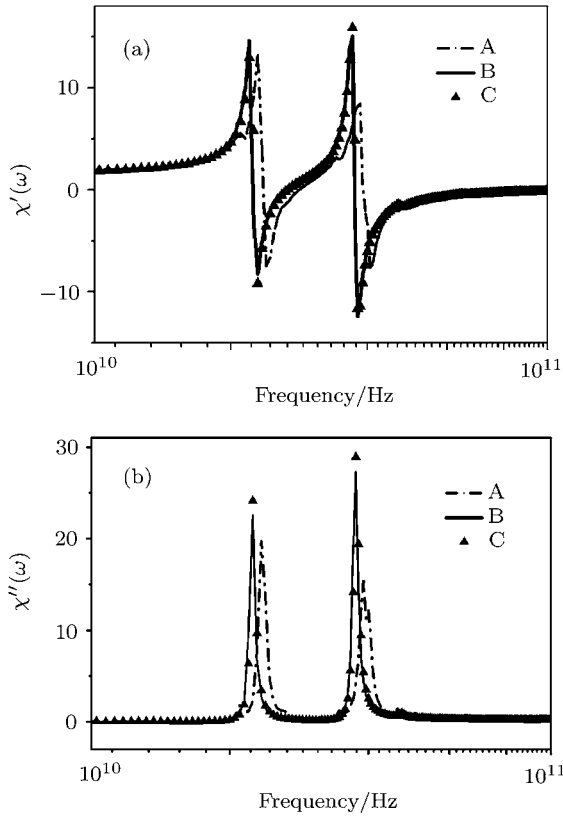 (a)
A
B
C
10
0
−10
χ′(ω)
10^10
10^11
Frequency/Hz
(b)
A
B
C
30
20
10
0
χ″(ω)
10^10
10^11
Frequency/Hz